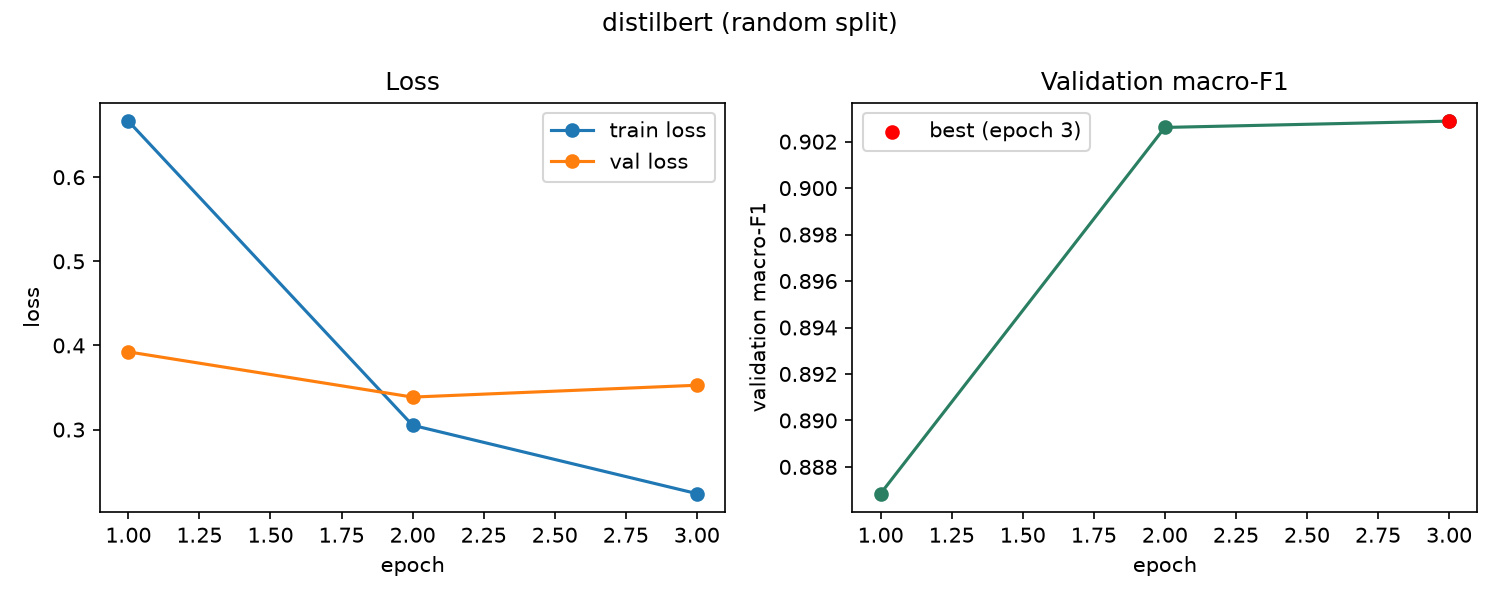 distilbert (random split)
Loss
train loss
val loss
0.6
0.5
0.4
0.3
loss
1.00 1.25 1.50 1.75 2.00 2.25 2.50 2.75 3.00
epoch
Validation macro-F1
best (epoch 3)
0.902
0.900
0.898
0.896
0.894
0.892
0.890
0.888
validation macro-F1
1.00 1.25 1.50 1.75 2.00 2.25 2.50 2.75 3.00
epoch